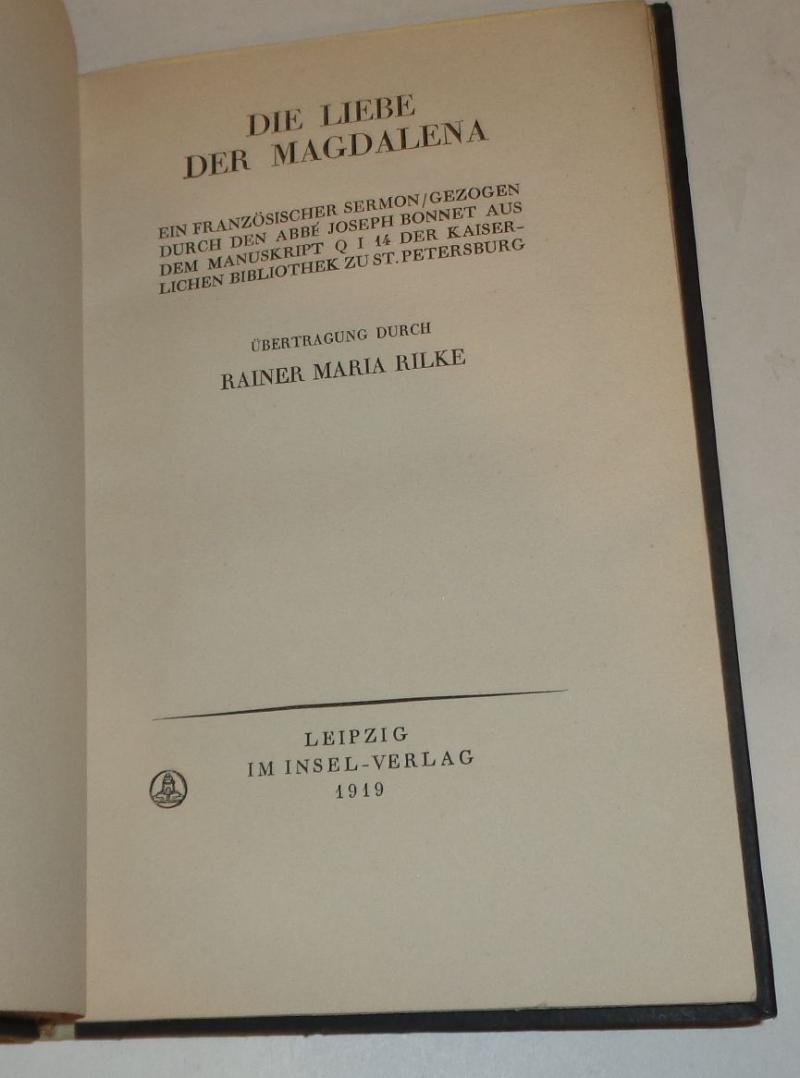 DIE LIEBE
DER MAGDALENA
EIN FRANZÖSISCHER SERMON/GEZOGEN
DURCH DEN ABBÉ JOSEPH BONNET AUS
DEM MANUSKRIPT Q I 14 DER KAISER-
LICHEN BIBLIOTHEK ZU ST. PETERSBURG
ÜBERTRAGUNG DURCH
RAINER MARIA RILKE
LEIPZIG
IM INSEL-VERLAG
1919